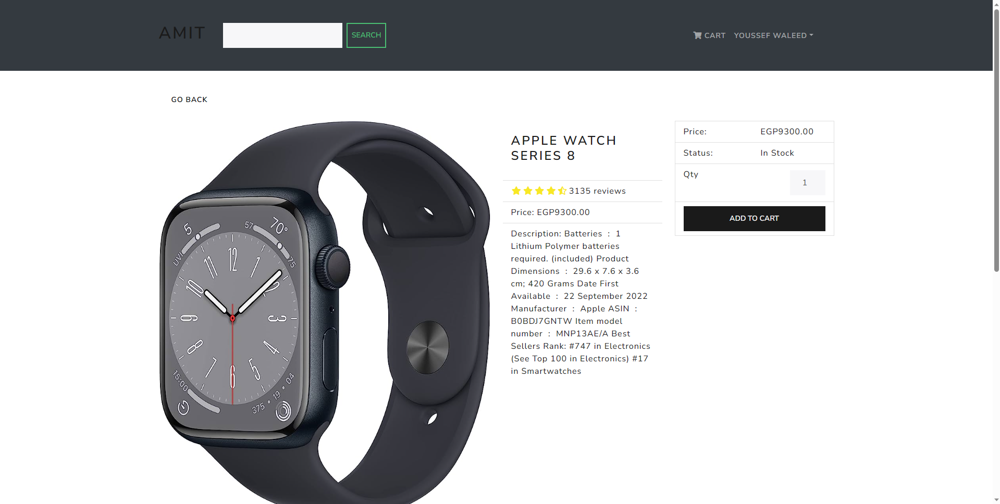 AMIT
SEARCH
CART
YOUSSEF WALEED
GO BACK
APPLE WATCH
SERIES 8
3135 reviews
Price: EGP9300.00
Description: Batteries : 1
Lithium Polymer batteries
required. (included) Product
Dimensions : 29.6 x 7.6 x 3.6
cm; 420 Grams Date First
Available : 22 September 2022
Manufacturer : Apple ASIN :
B0BDJ7GNTW Item model
number : MNP13AE/A Best
Sellers Rank: #747 in Electronics
(See Top 100 in Electronics) #17
in Smartwatches
Price: EGP9300.00
Status: In Stock
Qty 1
ADD TO CART
5
UVI
57
70°
75
12
1
2
3
4
5
6
7
8
9
10
11
15:00
375 • 19 • 04